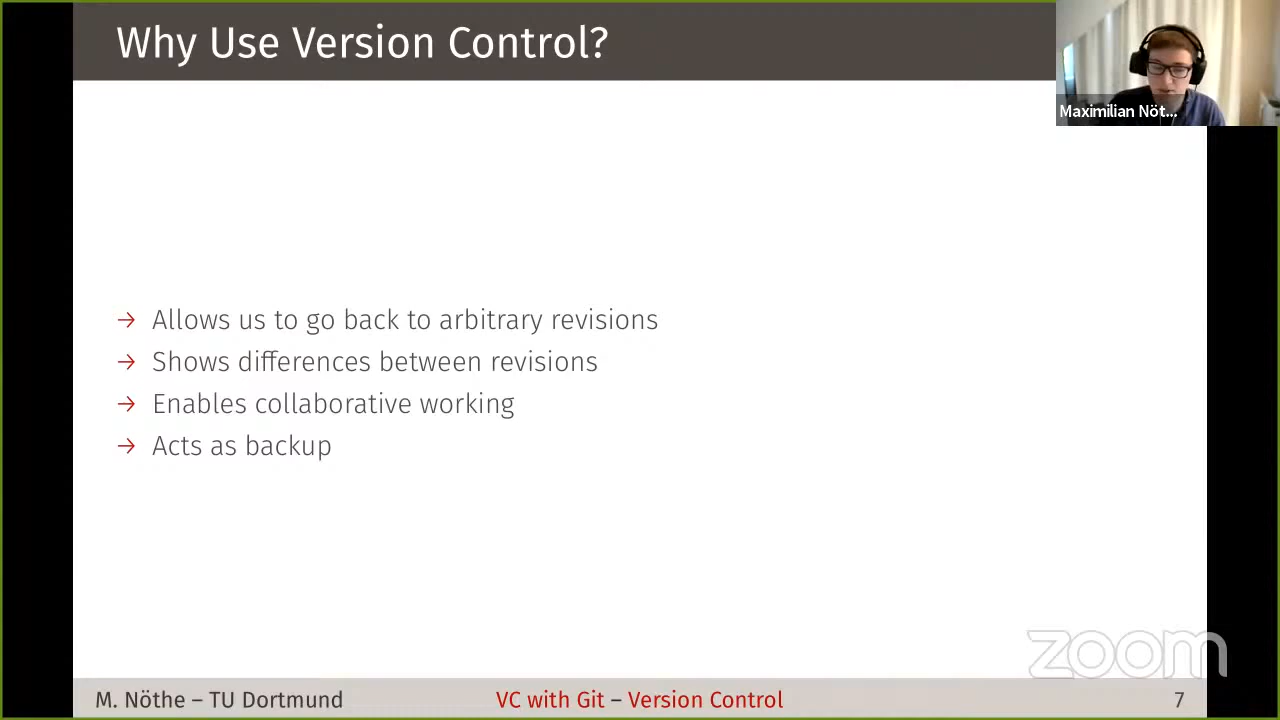 Why Use Version Control?
Maximilian Nöt...
→ Allows us to go back to arbitrary revisions
→ Shows differences between revisions
→ Enables collaborative working
→ Acts as backup
zoom
M. Nöthe – TU Dortmund VC with Git – Version Control 7